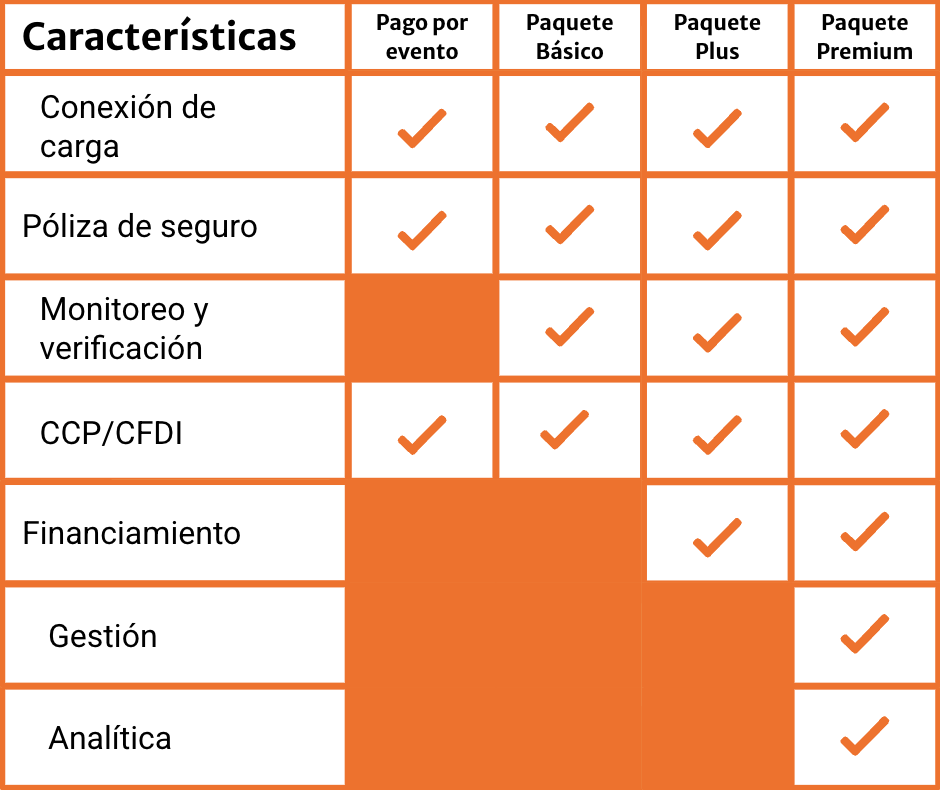 Características
Pago por
evento
Paquete
Básico
Paquete
Plus
Paquete
Premium
Conexión de
carga
Póliza de seguro
Monitoreo y
verificación
CCP/CFDI
Financiamiento
Gestión
Analítica